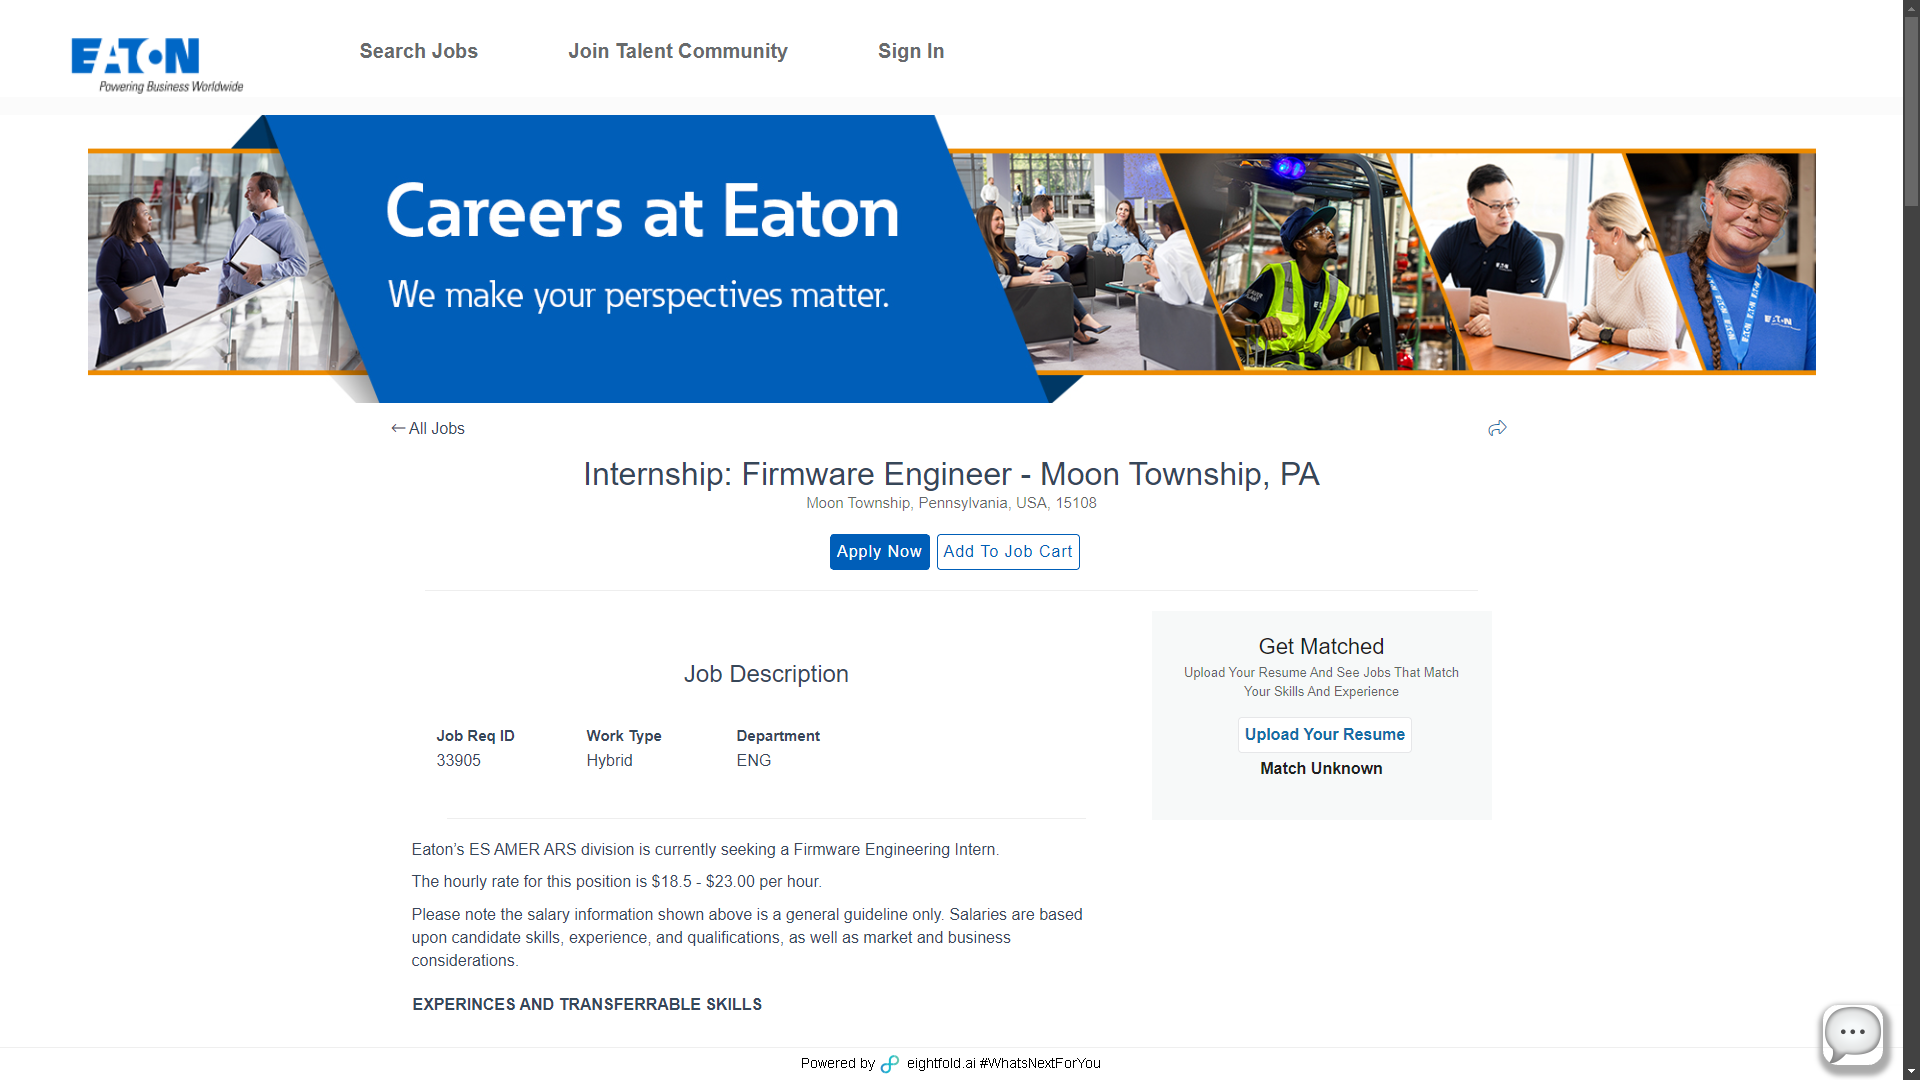 EATON
Powering Business Worldwide
Search Jobs
Join Talent Community
Sign In
Careers at Eaton
We make your perspectives matter.
All Jobs
Internship: Firmware Engineer - Moon Township, PA
Moon Township, Pennsylvania, USA, 15108
Apply Now
Add To Job Cart
Job Description
Job Req ID
33905
Work Type
Hybrid
Department
ENG
Get Matched
Upload Your Resume And See Jobs That Match
Your Skills And Experience
Upload Your Resume
Match Unknown
Eaton’s ES AMER ARS division is currently seeking a Firmware Engineering Intern.
The hourly rate for this position is $18.5 - $23.00 per hour.
Please note the salary information shown above is a general guideline only. Salaries are based
upon candidate skills, experience, and qualifications, as well as market and business
considerations.
EXPERINCES AND TRANSFERRABLE SKILLS
Powered by eightfold.ai #WhatsNextForYou